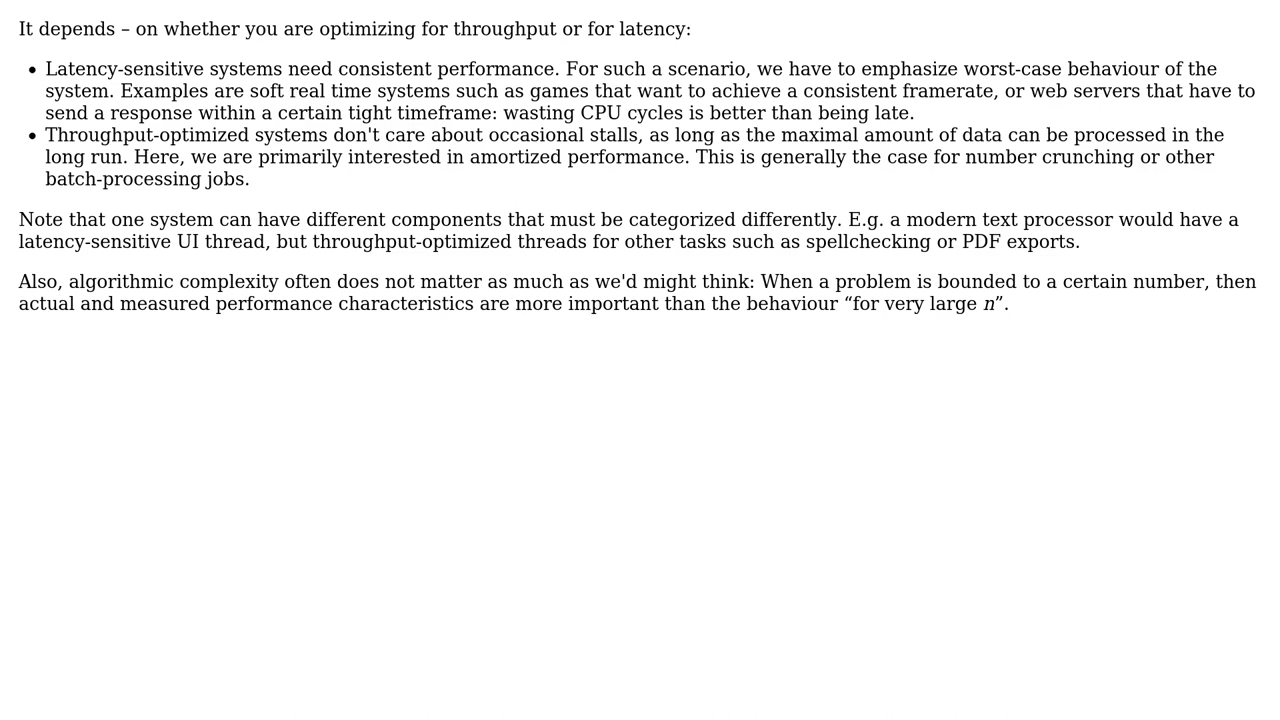 It depends – on whether you are optimizing for throughput or for latency:
• Latency-sensitive systems need consistent performance. For such a scenario, we have to emphasize worst-case behaviour of the
system. Examples are soft real time systems such as games that want to achieve a consistent framerate, or web servers that have to
send a response within a certain tight timeframe: wasting CPU cycles is better than being late.
• Throughput-optimized systems don't care about occasional stalls, as long as the maximal amount of data can be processed in the
long run. Here, we are primarily interested in amortized performance. This is generally the case for number crunching or other
batch-processing jobs.
Note that one system can have different components that must be categorized differently. E.g. a modern text processor would have a
latency-sensitive UI thread, but throughput-optimized threads for other tasks such as spellchecking or PDF exports.
Also, algorithmic complexity often does not matter as much as we'd might think: When a problem is bounded to a certain number, then
actual and measured performance characteristics are more important than the behaviour “for very large n”.